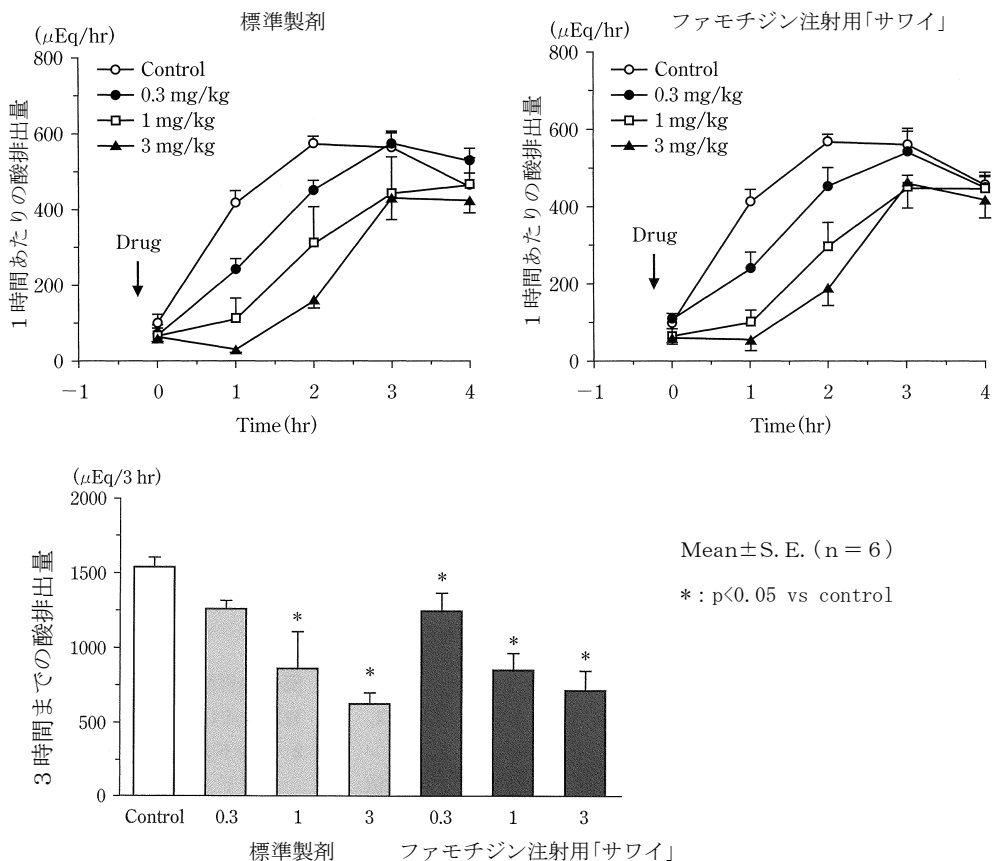 標準製剤
(μEq/hr)
800
600
400
200
0
1時間あたりの酸排出量
Control
0.3 mg/kg
1 mg/kg
3 mg/kg
Drug
−1 0 1 2 3 4
Time(hr)
ファモチジン注射用「サワイ」
(μEq/hr)
800
600
400
200
0
1時間あたりの酸排出量
Control
0.3 mg/kg
1 mg/kg
3 mg/kg
Drug
−1 0 1 2 3 4
Time(hr)
(μEq/3 hr)
2000
1500
1000
500
0
3時間までの酸排出量
* * * * *
Control 0.3 1 3 0.3 1 3
標準製剤 ファモチジン注射用「サワイ」
Mean±S.E.(n=6)
*:p<0.05 vs control